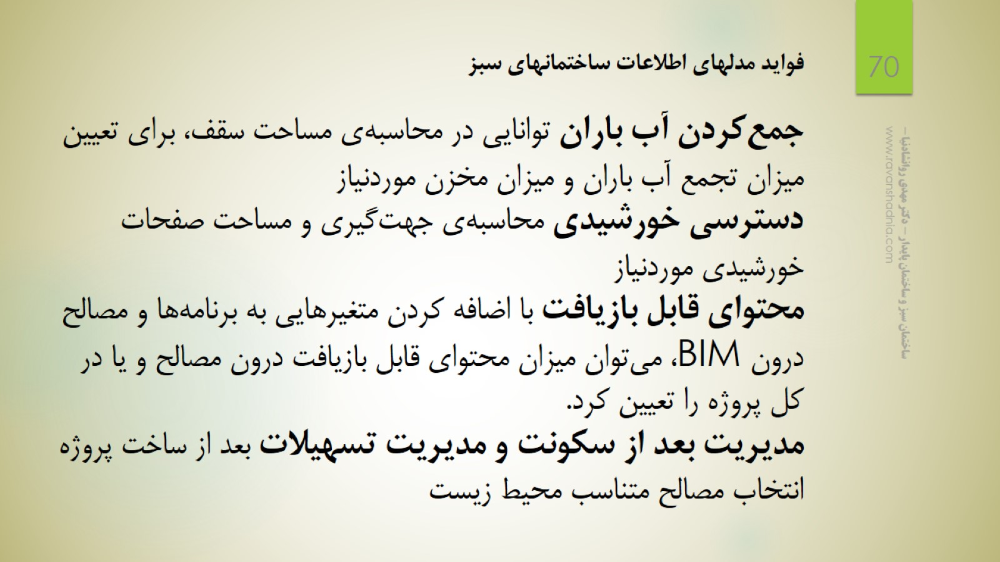 70
فواید مدلهای اطلاعات ساختمانهای سبز
جمع‌کردن آب باران توانایی در محاسبه‌ی مساحت سقف، برای تعیین
میزان تجمع آب باران و میزان مخزن موردنیاز
دسترسی خورشیدی محاسبه‌ی جهت‌گیری و مساحت صفحات
خورشیدی موردنیاز
محتوای قابل بازیافت با اضافه کردن متغیرهایی به برنامه‌ها و مصالح
درون BIM، می‌توان میزان محتوای قابل بازیافت درون مصالح و یا در
کل پروژه را تعیین کرد.
مدیریت بعد از سکونت و مدیریت تسهیلات بعد از ساخت پروژه
انتخاب مصالح متناسب محیط زیست
ساختمان سبز و ساختمان پایدار – دکتر مهدی روانشادنیا –
www.ravanshadnia.com